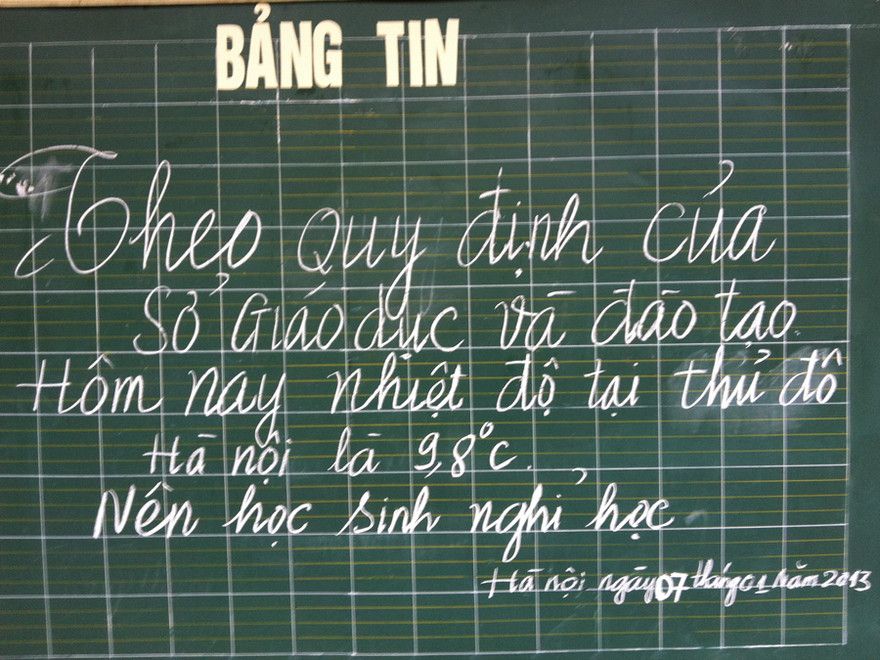 BẢNG TIN
Theo quy định của
Sở Giáo dục và đào tạo
Hôm nay nhiệt độ tại thủ đô
Hà nội là 9,8°c.
Nên học sinh nghỉ học
Hà nội ngày 07 tháng 01 năm 2013